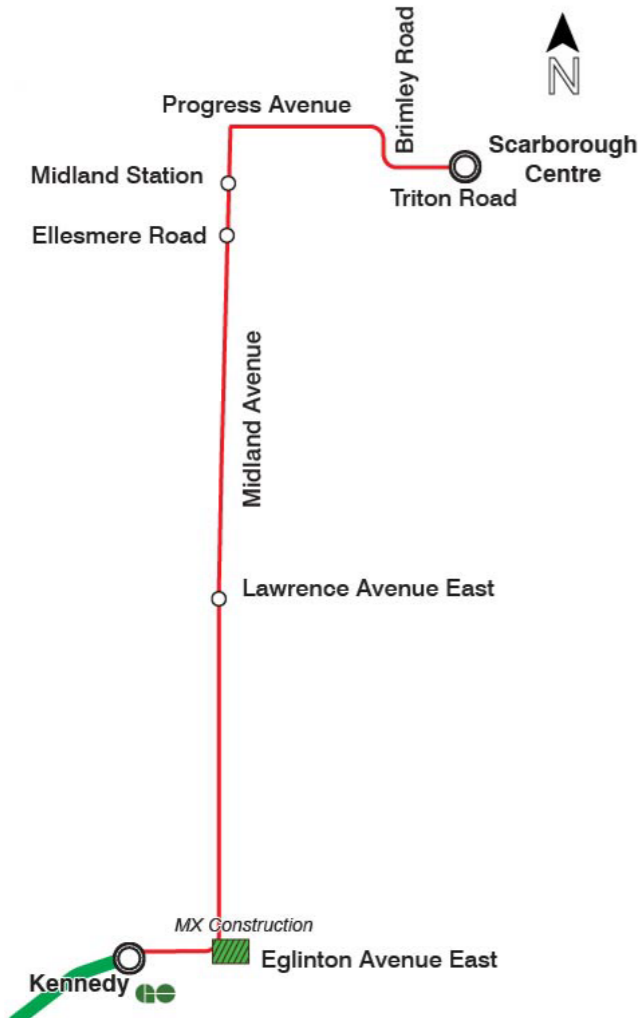 Brimley Road
N
Progress Avenue
Scarborough
Centre
Midland Station
Triton Road
Ellesmere Road
Midland Avenue
Lawrence Avenue East
MX Construction
Eglinton Avenue East
Kennedy
GO